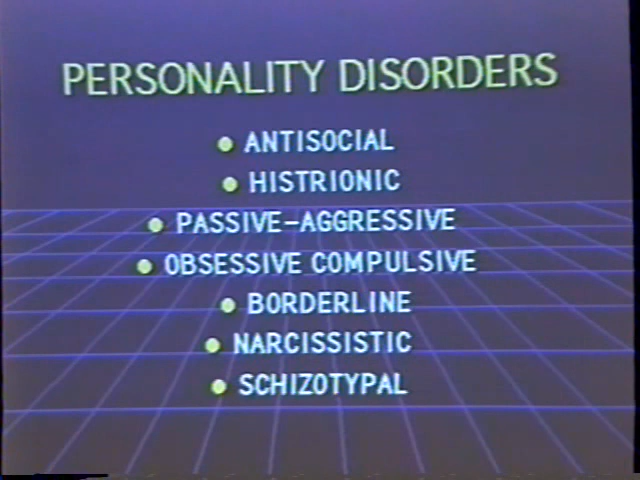 PERSONALITY DISORDERS
• ANTISOCIAL
• HISTRIONIC
• PASSIVE-AGGRESSIVE
• OBSESSIVE COMPULSIVE
• BORDERLINE
• NARCISSISTIC
• SCHIZOTYPAL